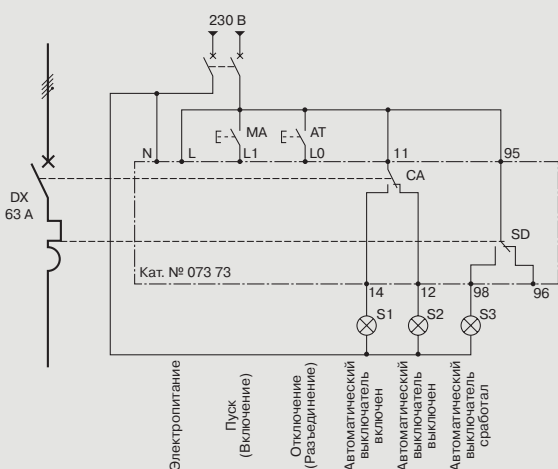 230 В
MA
AT
N
L
L1
L0
11
95
CA
DX
63 A
SD
Кат. № 073 73
14
12
98
96
S1
S2
S3
Электропитание
Пуск
(Включение)
Отключение
(Разъединение)
Автоматический
выключатель
включен
Автоматический
выключатель
выключен
Автоматический
выключатель
сработал